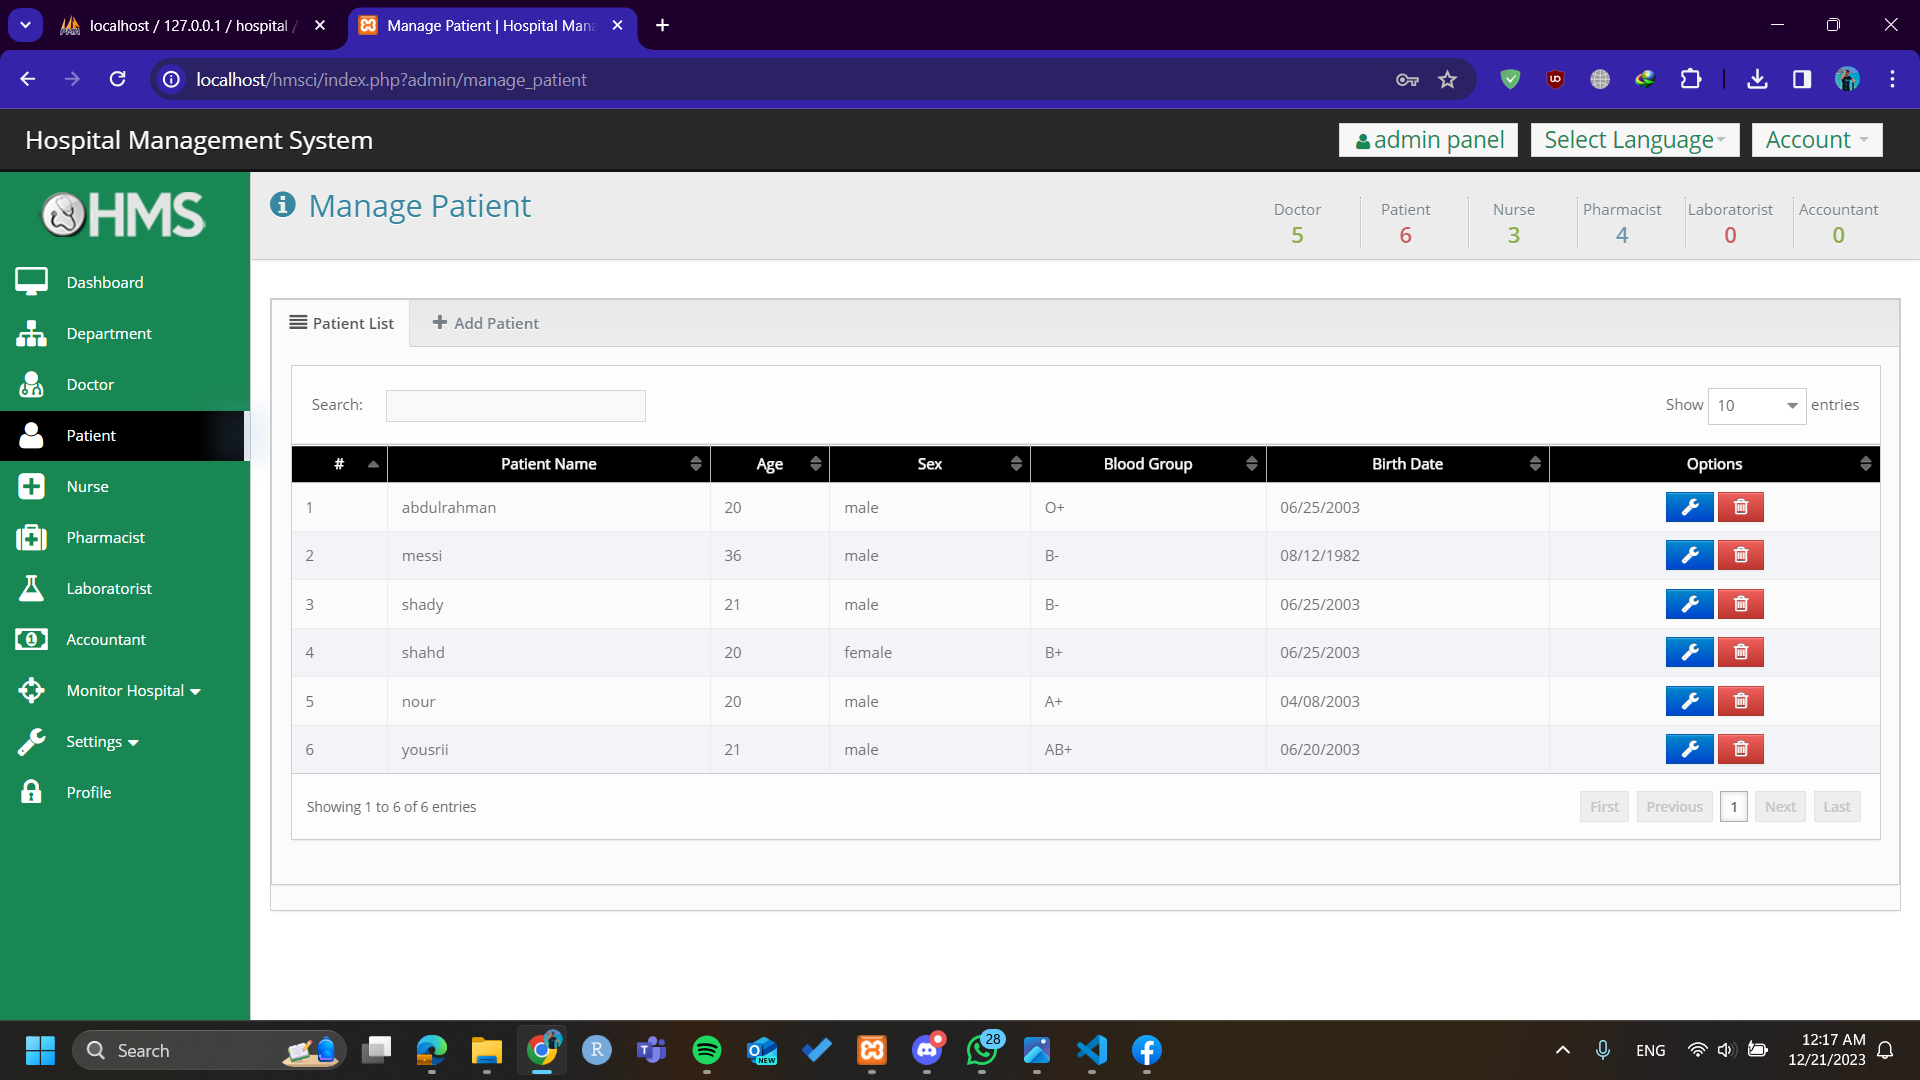 localhost / 127.0.0.1 / hospital /
Manage Patient | Hospital Mana
localhost/hmsci/index.php?admin/manage_patient
Hospital Management System
admin panel
Select Language
Account
HMS
Manage Patient
Doctor
5
Patient
6
Nurse
3
Pharmacist
4
Laboratorist
0
Accountant
0
Dashboard
Department
Doctor
Patient
Nurse
Pharmacist
Laboratorist
Accountant
Monitor Hospital
Settings
Profile
Patient List
Add Patient
Search:
Show 10 entries
# Patient Name Age Sex Blood Group Birth Date Options
1 abdulrahman 20 male O+ 06/25/2003
2 messi 36 male B- 08/12/1982
3 shady 21 male B- 06/25/2003
4 shahd 20 female B+ 06/25/2003
5 nour 20 male A+ 04/08/2003
6 yousrii 21 male AB+ 06/20/2003
Showing 1 to 6 of 6 entries
First Previous 1 Next Last
Search
NEW
28
ENG
12:17 AM
12/21/2023